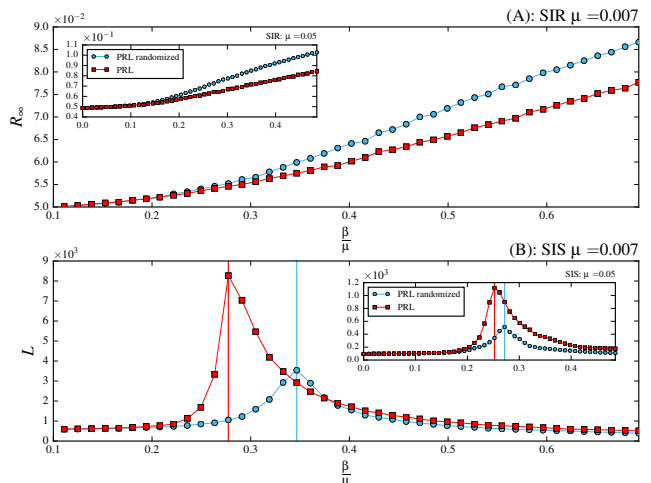 (A): SIR μ =0.007
9.0 ×10⁻²
8.5
8.0
7.5
7.0
6.5
6.0
5.5
5.0
R∞
0.1 0.2 0.3 0.4 0.5 0.6
β
μ
×10⁻¹ SIR: μ =0.05
1.1
1.0
0.9
0.8
0.7
0.6
0.5
0.4
0.0 0.1 0.2 0.3 0.4
PRL randomized
PRL
(B): SIS μ =0.007
9 ×10³
8
7
6
5
4
3
2
1
0
L
0.1 0.2 0.3 0.4 0.5 0.6
β
μ
×10³ SIS: μ =0.05
1.2
1.0
0.8
0.6
0.4
0.2
0.0
0.0 0.1 0.2 0.3 0.4
PRL randomized
PRL